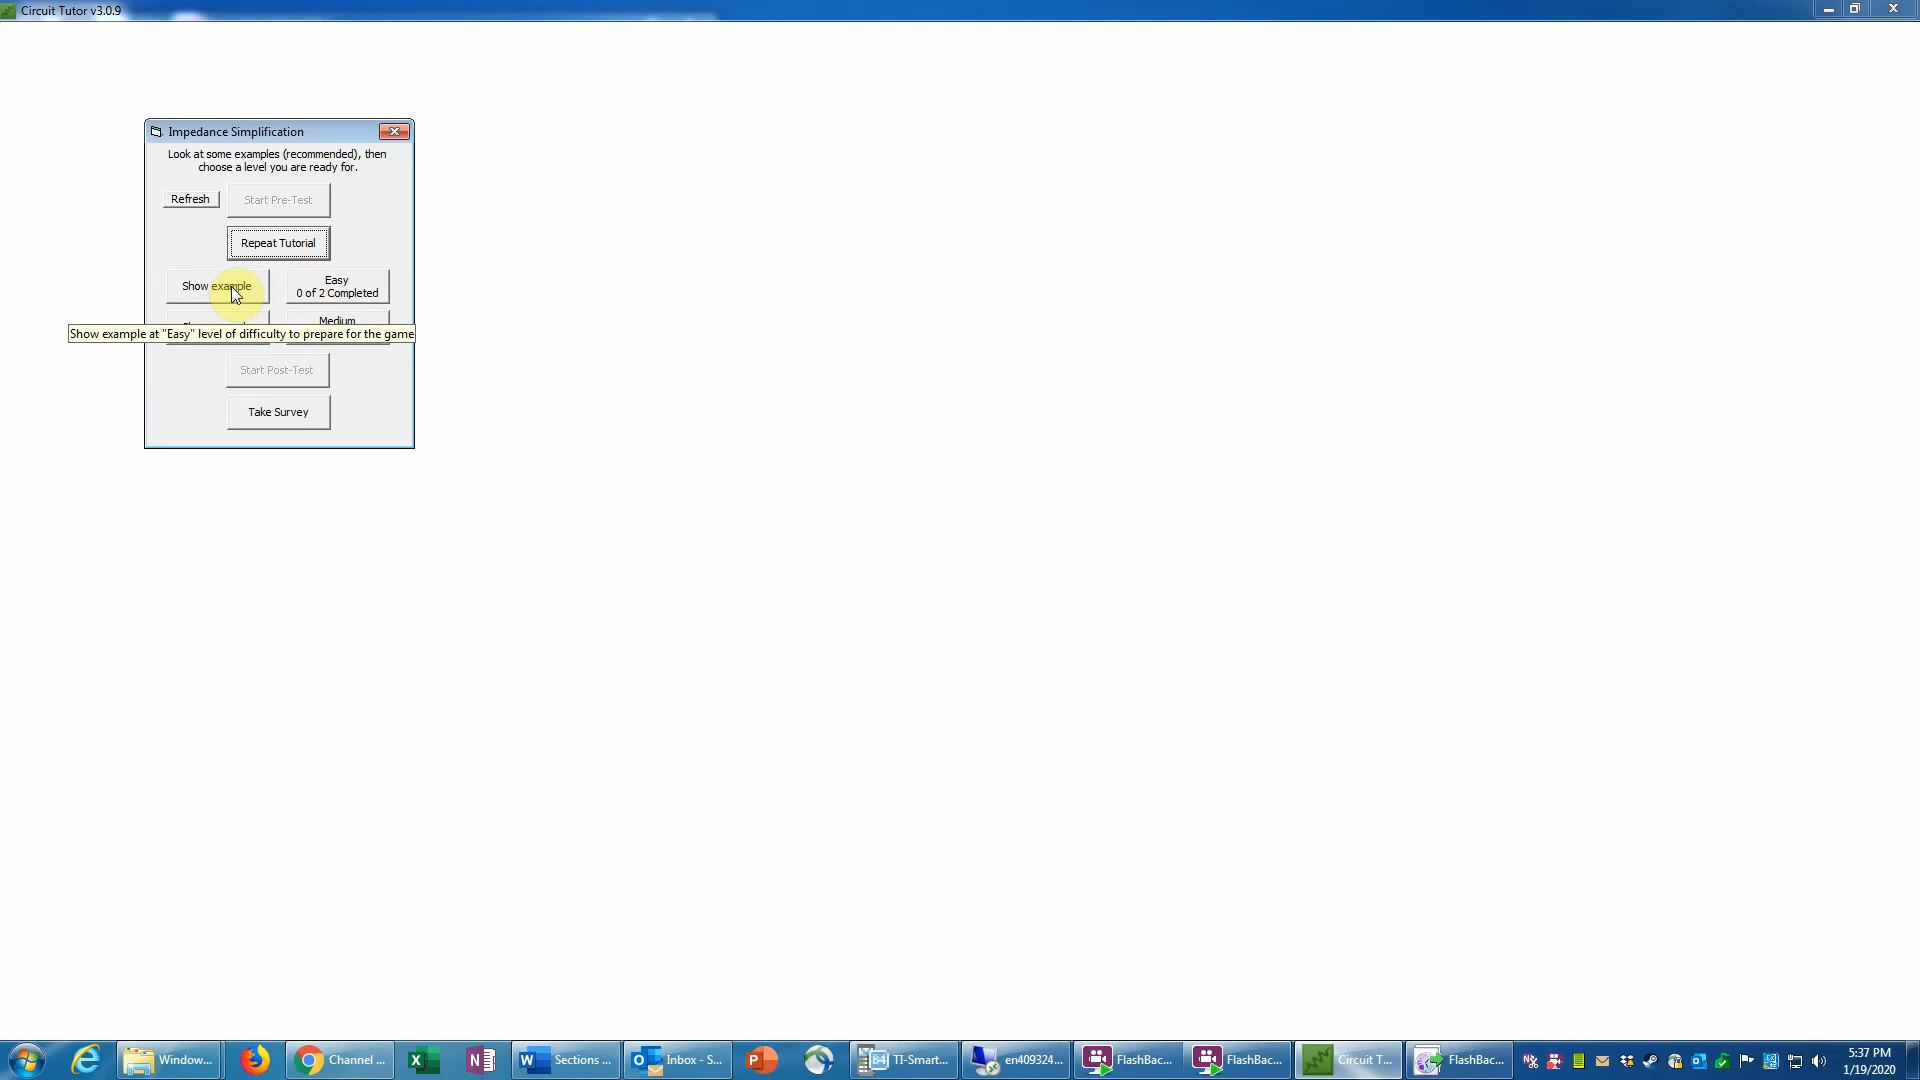 Circuit Tutor v3.0.9
Impedance Simplification
Look at some examples (recommended), then
choose a level you are ready for.
Refresh
Start Pre-Test
Repeat Tutorial
Show example
Easy
0 of 2 Completed
Medium
Show example at "Easy" level of difficulty to prepare for the game
Start Post-Test
Take Survey
Window...
Channel ...
Sections ...
Inbox - S...
TI-Smart...
en409324...
FlashBac...
FlashBac...
Circuit T...
FlashBac...
5:37 PM
1/19/2020